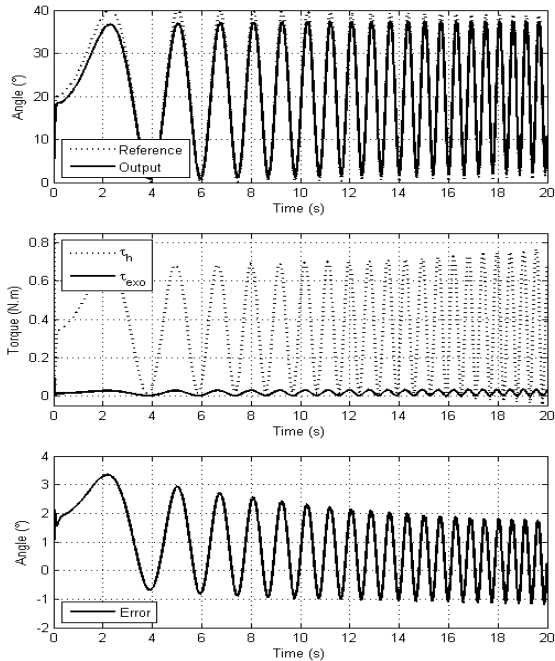 40
30
20
10
0
Angle (º)
Reference
Output
0 2 4 6 8 10 12 14 16 18 20
Time (s)
0.8
0.6
0.4
0.2
0
Torque (N.m)
τh
τexo
0 2 4 6 8 10 12 14 16 18 20
Time (s)
4
3
2
1
0
-1
-2
Angle (º)
Error
0 2 4 6 8 10 12 14 16 18 20
Time (s)